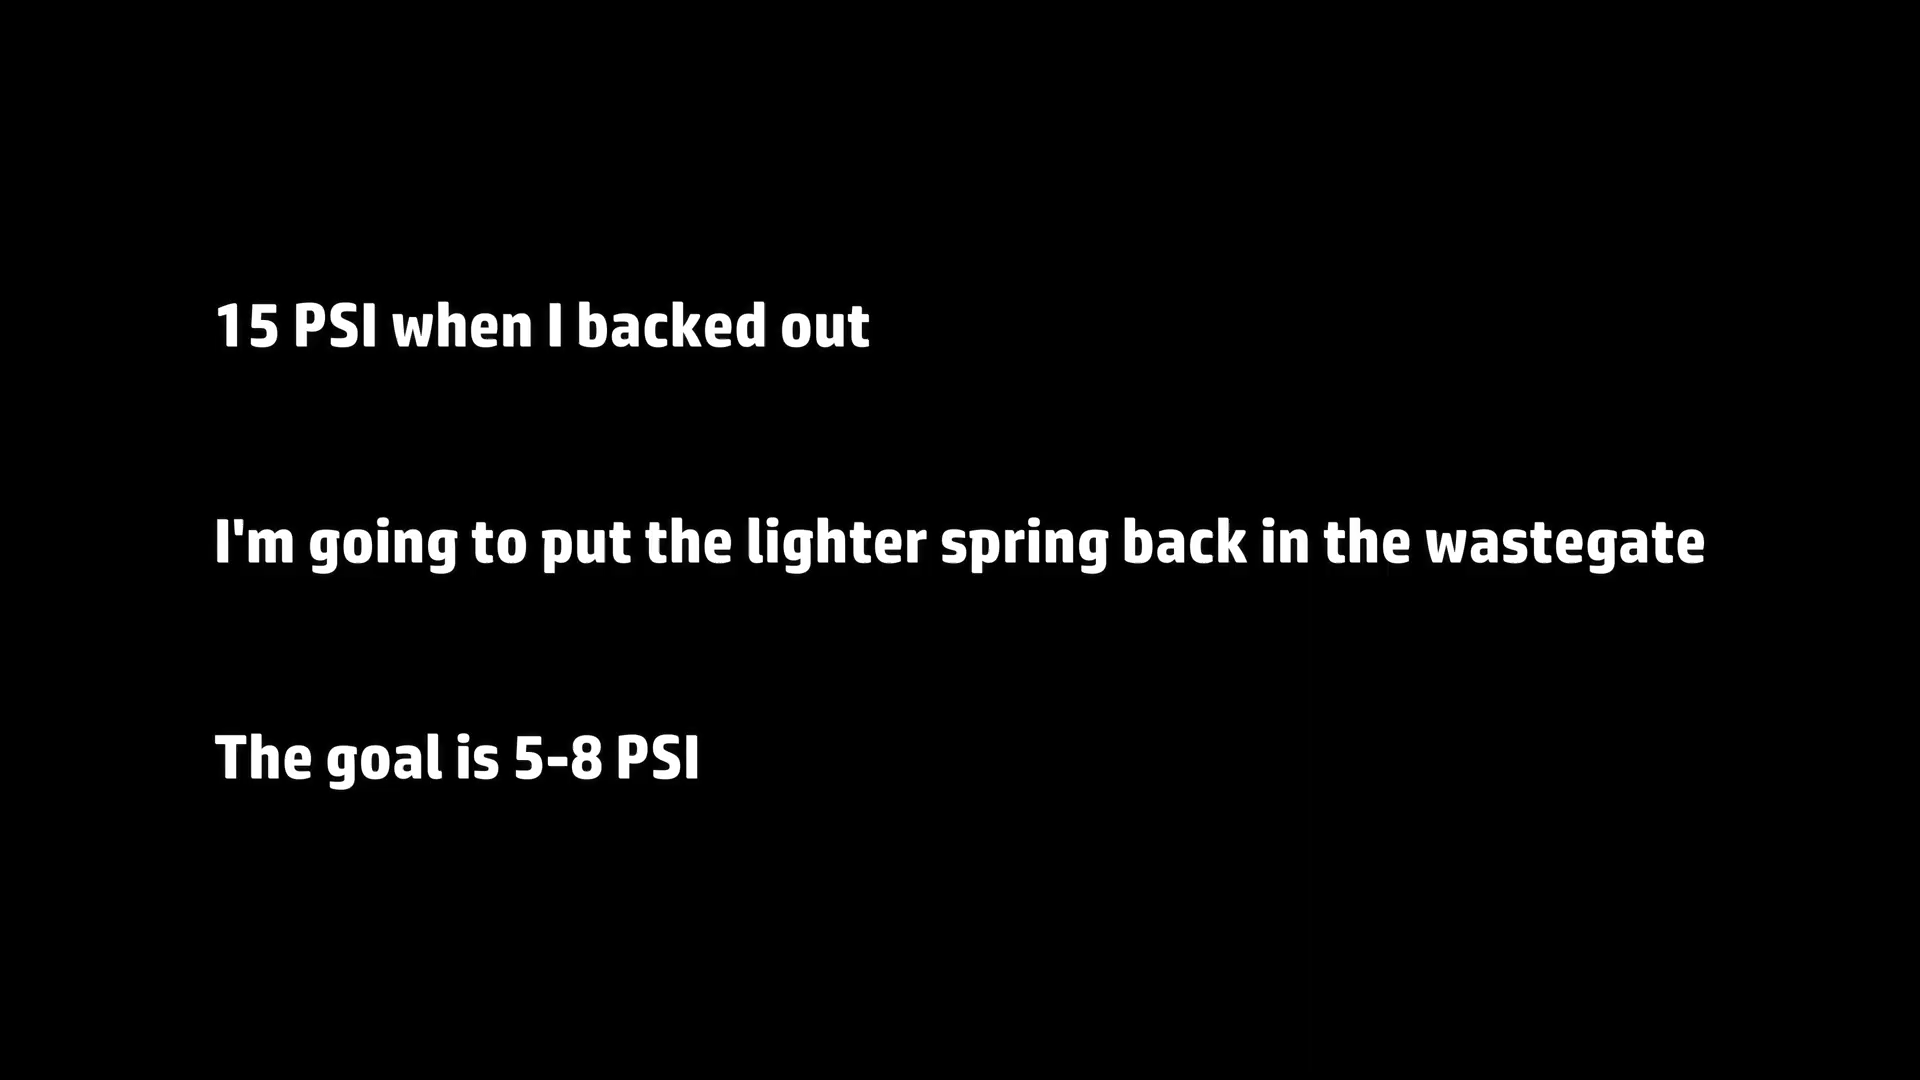 15 PSI when I backed out
I'm going to put the lighter spring back in the wastegate
The goal is 5-8 PSI